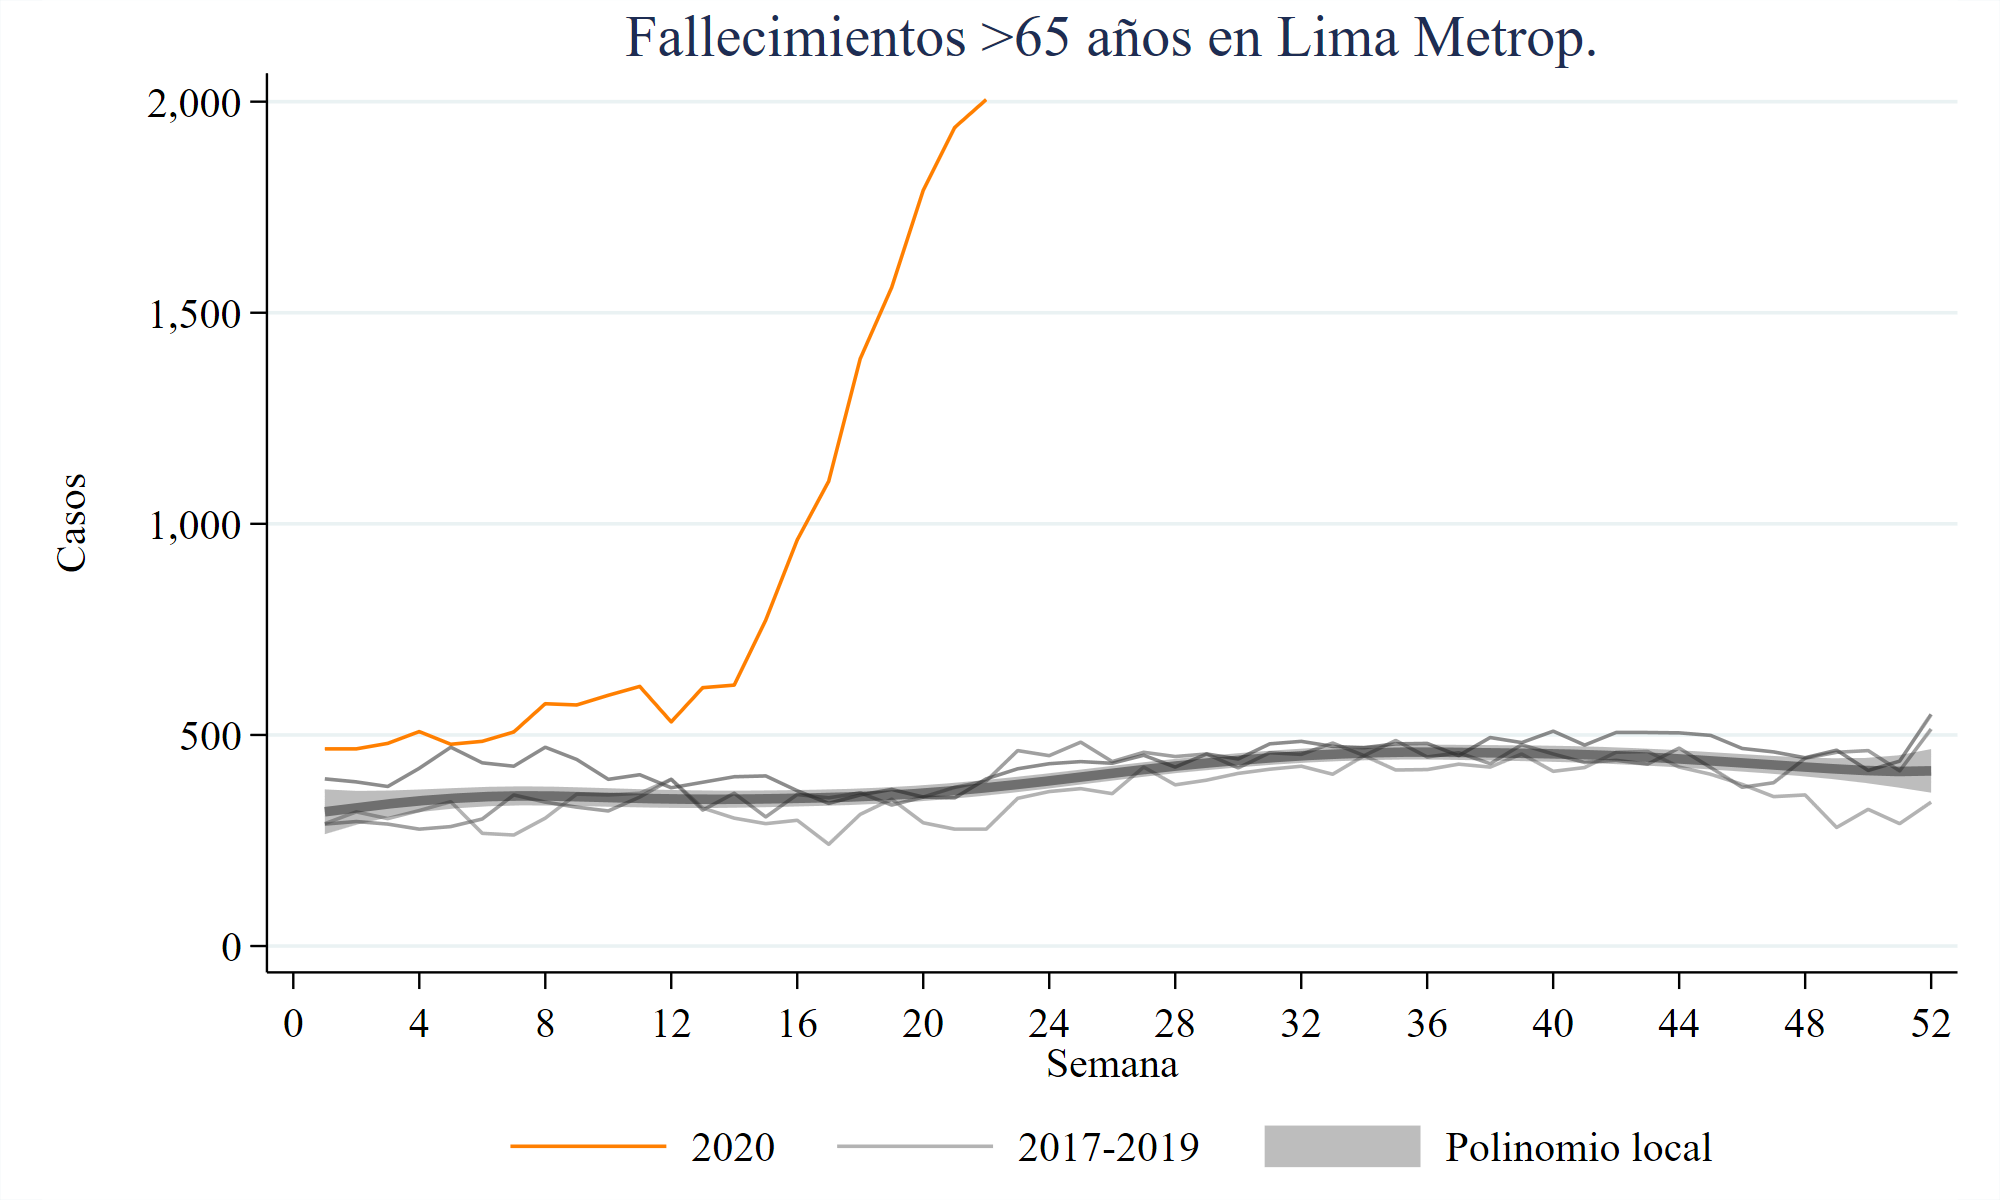 Fallecimientos >65 años en Lima Metrop.
2,000
1,500
1,000
500
0
Casos
0 4 8 12 16 20 24 28 32 36 40 44 48 52
Semana
2020 2017-2019 Polinomio local